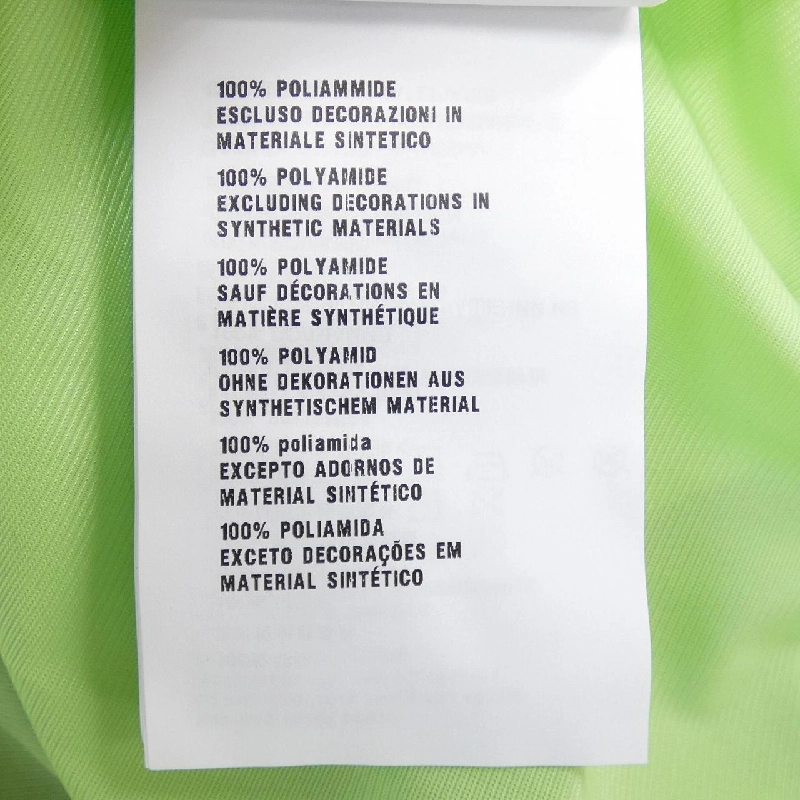 100% POLIAMMIDE
ESCLUSO DECORAZIONI IN
MATERIALE SINTETICO
100% POLYAMIDE
EXCLUDING DECORATIONS IN
SYNTHETIC MATERIALS
100% POLYAMIDE
SAUF DÉCORATIONS EN
MATIÈRE SYNTHÉTIQUE
100% POLYAMID
OHNE DEKORATIONEN AUS
SYNTHETISCHEM MATERIAL
100% poliamida
EXCEPTO ADORNOS DE
MATERIAL SINTÉTICO
100% POLIAMIDA
EXCETO DECORAÇÕES EM
MATERIAL SINTÉTICO